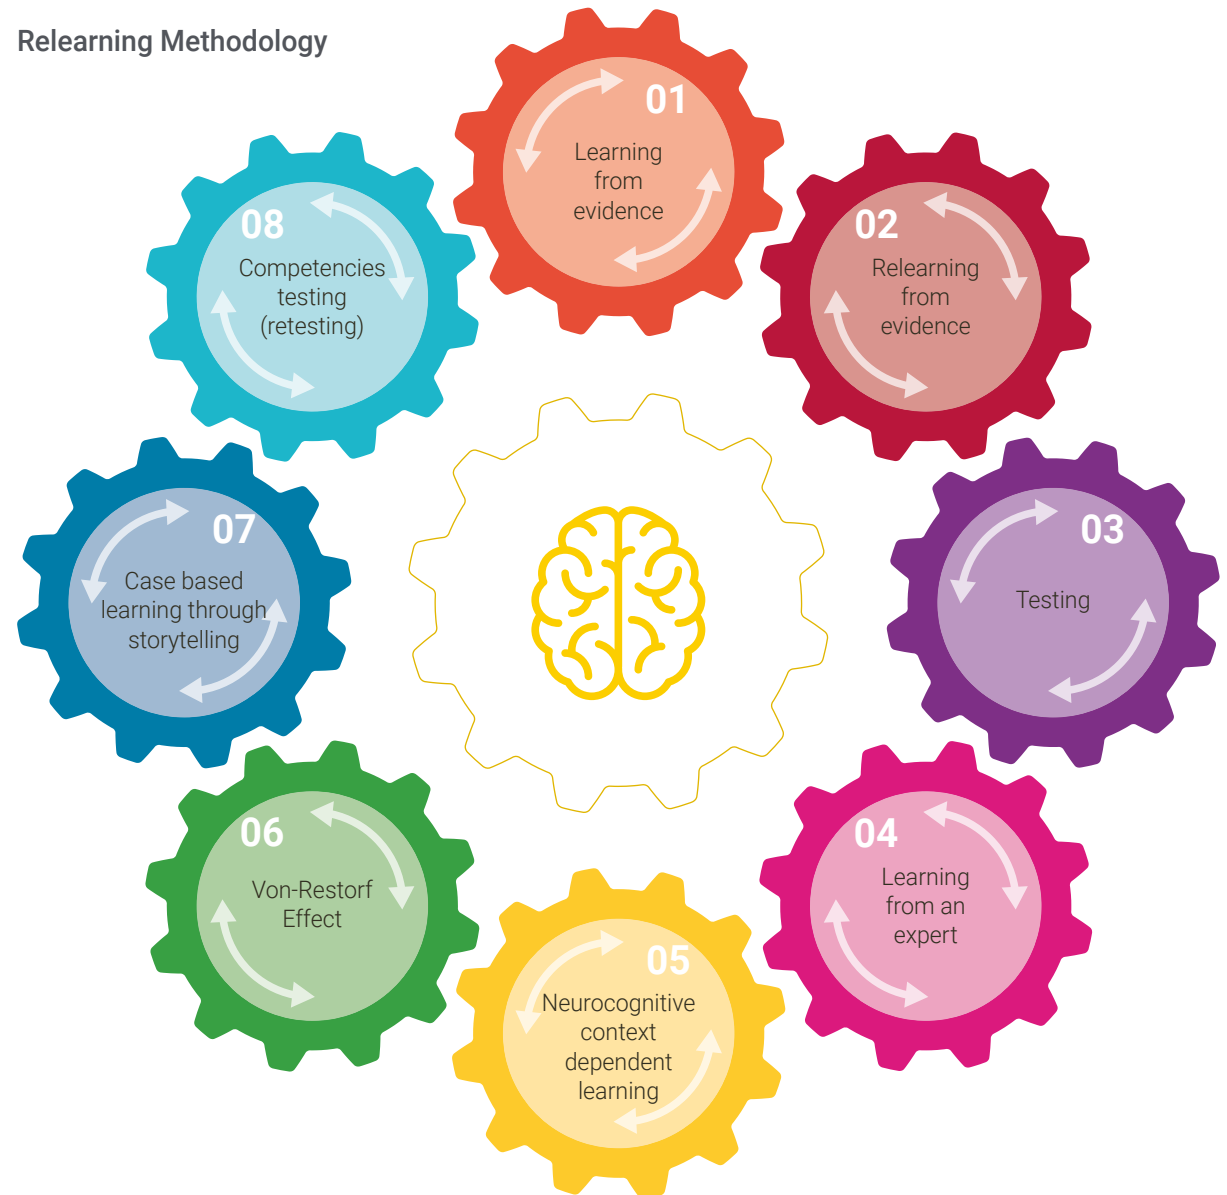 Relearning Methodology
01
Learning
from
evidence
02
Relearning
from
evidence
03
Testing
04
Learning
from an
expert
05
Neurocognitive
context
dependent
learning
06
Von-Restorf
Effect
07
Case based
learning through
storytelling
08
Competencies
testing
(retesting)